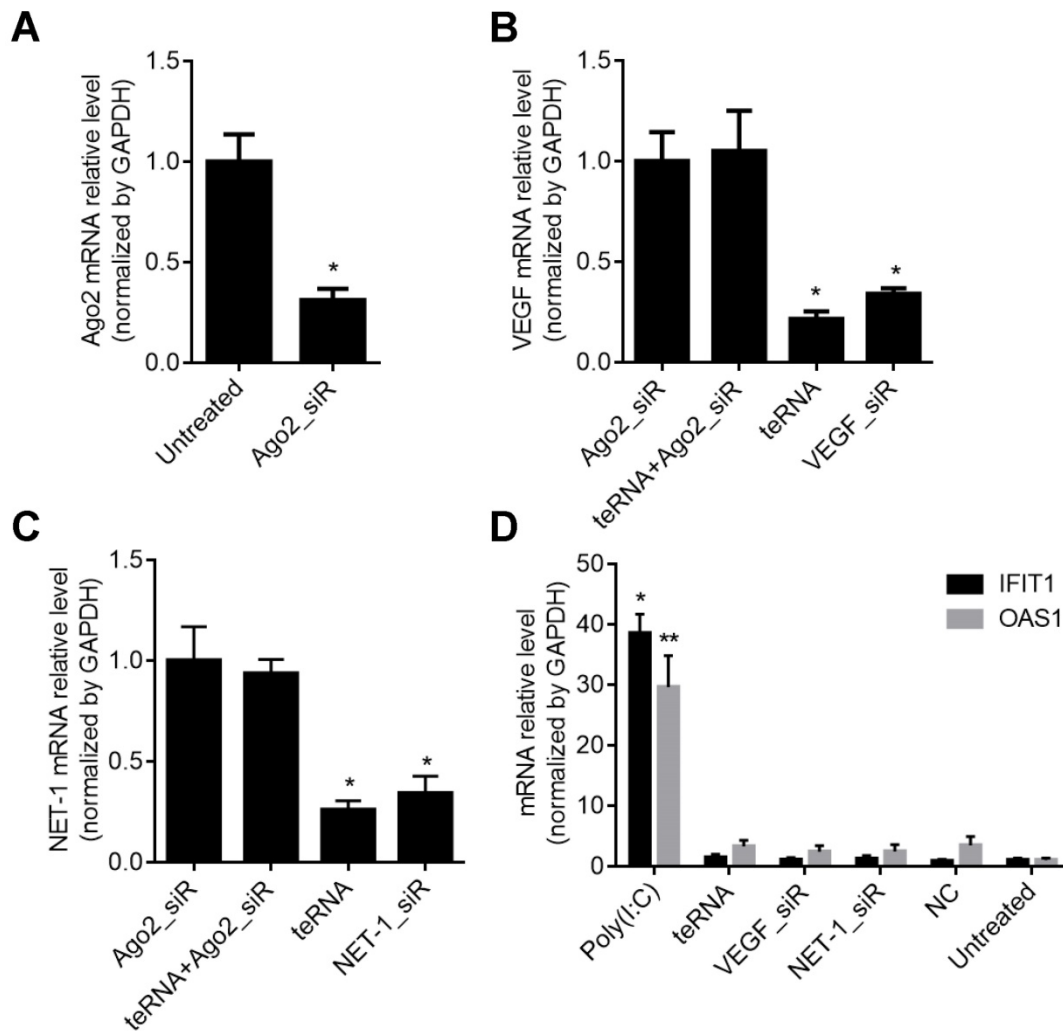 A
Ago2 mRNA relative level
(normalized by GAPDH)
1.5
1.0
0.5
0.0
*
Untreated
Ago2_siR
B
VEGF mRNA relative level
(normalized by GAPDH)
1.5
1.0
0.5
0.0
*
*
Ago2_siR
teRNA+Ago2_siR
teRNA
VEGF_siR
C
NET-1 mRNA relative level
(normalized by GAPDH)
1.5
1.0
0.5
0.0
*
*
Ago2_siR
teRNA+Ago2_siR
teRNA
NET-1_siR
D
mRNA relative level
(normalized by GAPDH)
50
40
30
20
10
0
*
**
IFIT1
OAS1
Poly(I:C)
teRNA
VEGF_siR
NET-1_siR
NC
Untreated